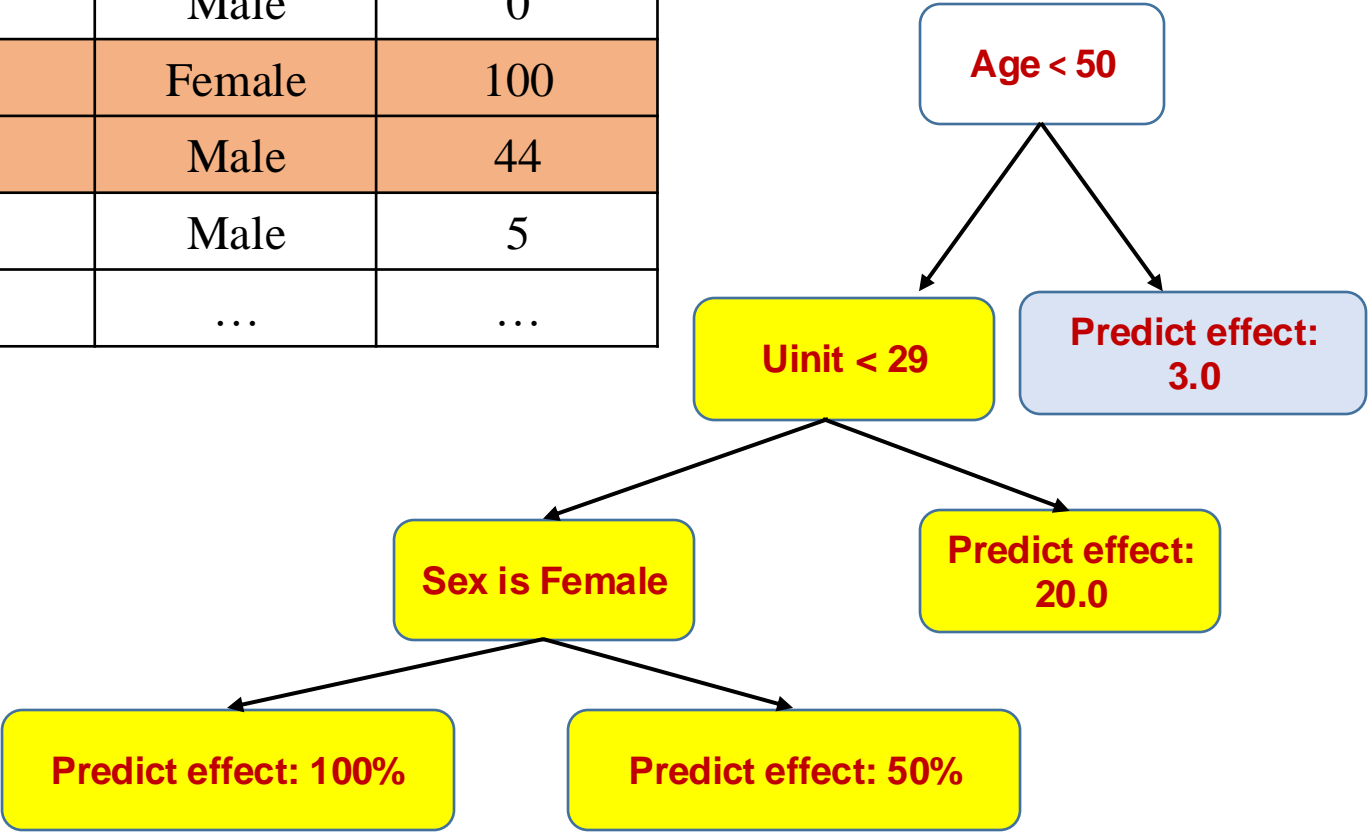 Male 0
Female 100
Male 44
Male 5
… …
Age < 50
Uinit < 29
Predict effect:
3.0
Sex is Female
Predict effect:
20.0
Predict effect: 100%
Predict effect: 50%